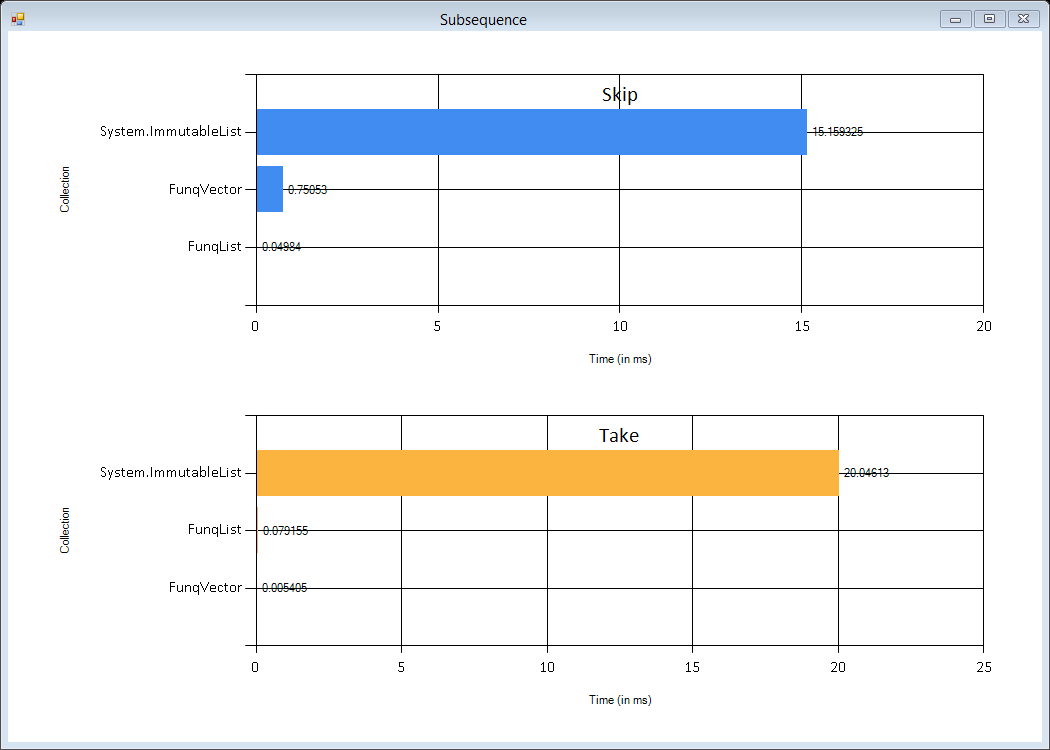 Subsequence
Skip
System.ImmutableList
15.159325
FunqVector
0.75053
FunqList
0.04984
Collection
0 5 10 15 20
Time (in ms)
Take
System.ImmutableList
20.04613
FunqList
0.079155
FunqVector
0.005405
Collection
0 5 10 15 20 25
Time (in ms)